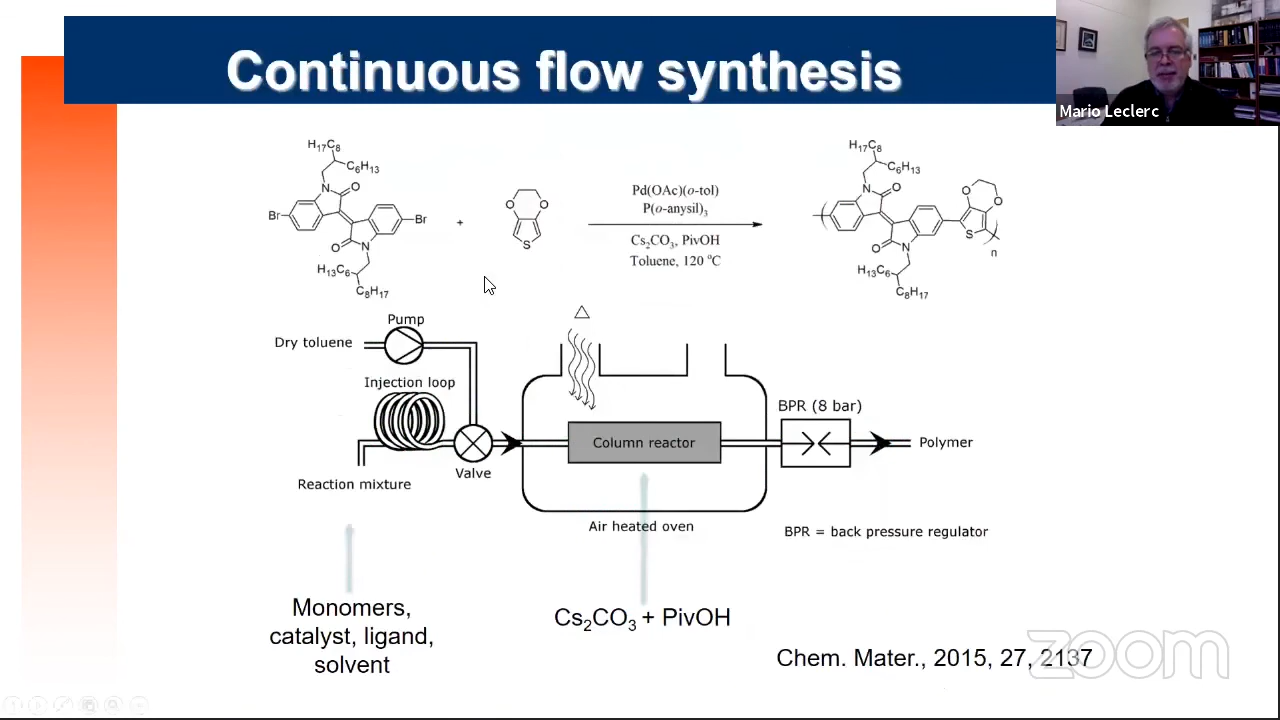 Continuous flow synthesis
Mario Leclerc
H17C8
C6H13
N
O
Br
Br
O
N
H13C6
C8H17
+
O
O
S
Pd(OAc)(o-tol)
P(o-anysil)3
Cs2CO3, PivOH
Toluene, 120 °C
H17C8
C6H13
N
O
O
N
H13C6
C8H17
O
O
S
n
Pump
Dry toluene
Injection loop
Valve
Reaction mixture
△
Column reactor
Air heated oven
BPR (8 bar)
Polymer
BPR = back pressure regulator
Monomers,
catalyst, ligand,
solvent
Cs2CO3 + PivOH
Chem. Mater., 2015, 27, 2137
zoom